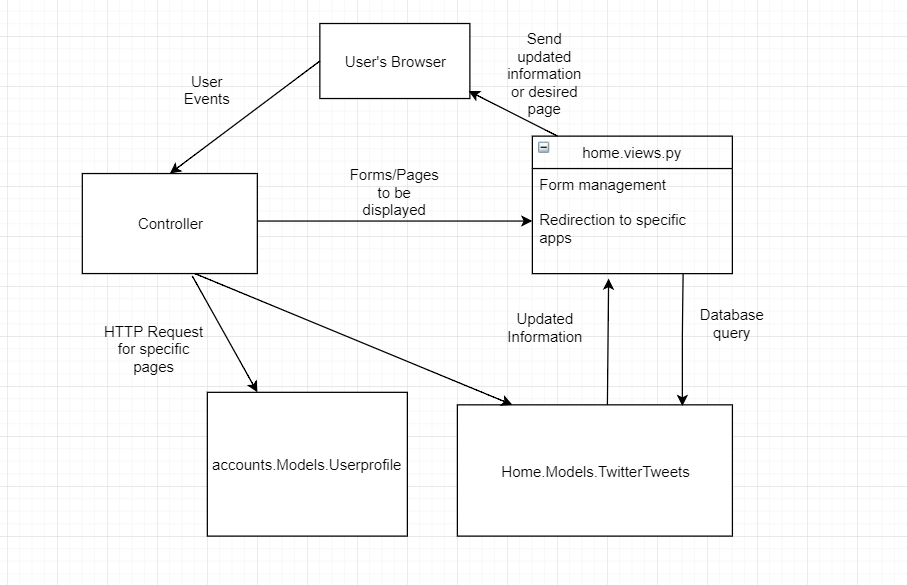 User's Browser
Send
updated
information
or desired
page
User
Events
home.views.py
Form management
Redirection to specific
apps
Forms/Pages
to be
displayed
Controller
HTTP Request
for specific
pages
Updated
Information
Database
query
accounts.Models.Userprofile
Home.Models.TwitterTweets